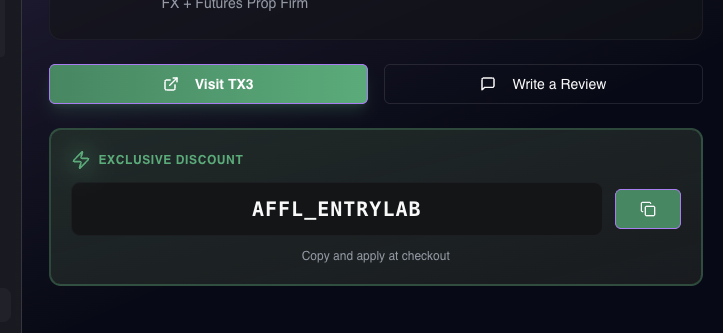 FX + Futures Prop Firm
Visit TX3
Write a Review
EXCLUSIVE DISCOUNT
AFFL_ENTRYLAB
Copy and apply at checkout